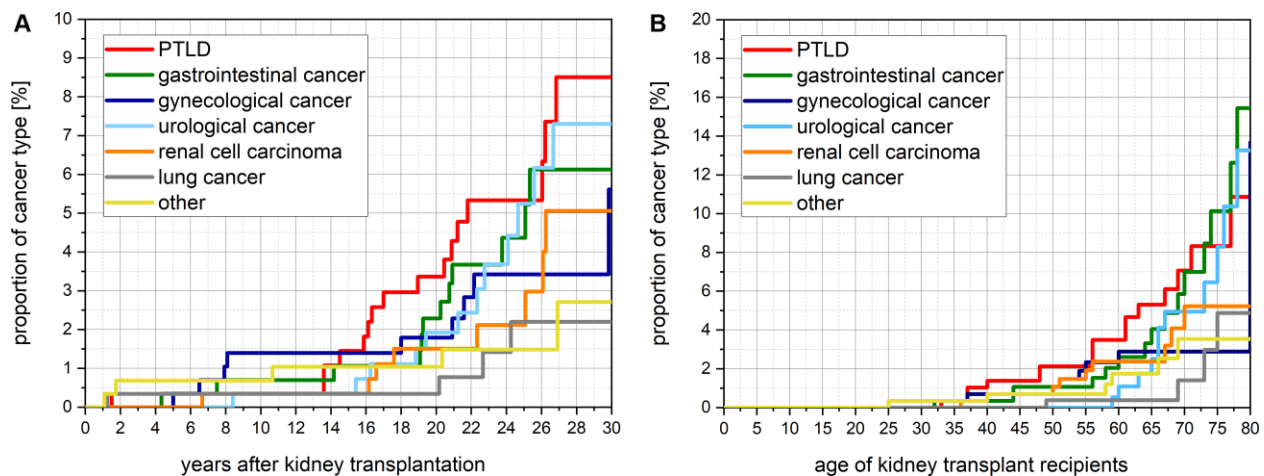 A
proportion of cancer type [%]
10
9
8
7
6
5
4
3
2
1
0
PTLD
gastrointestinal cancer
gynecological cancer
urological cancer
renal cell carcinoma
lung cancer
other
0 2 4 6 8 10 12 14 16 18 20 22 24 26 28 30
years after kidney transplantation
B
proportion of cancer type [%]
20
18
16
14
12
10
8
6
4
2
0
PTLD
gastrointestinal cancer
gynecological cancer
urological cancer
renal cell carcinoma
lung cancer
other
0 5 10 15 20 25 30 35 40 45 50 55 60 65 70 75 80
age of kidney transplant recipients